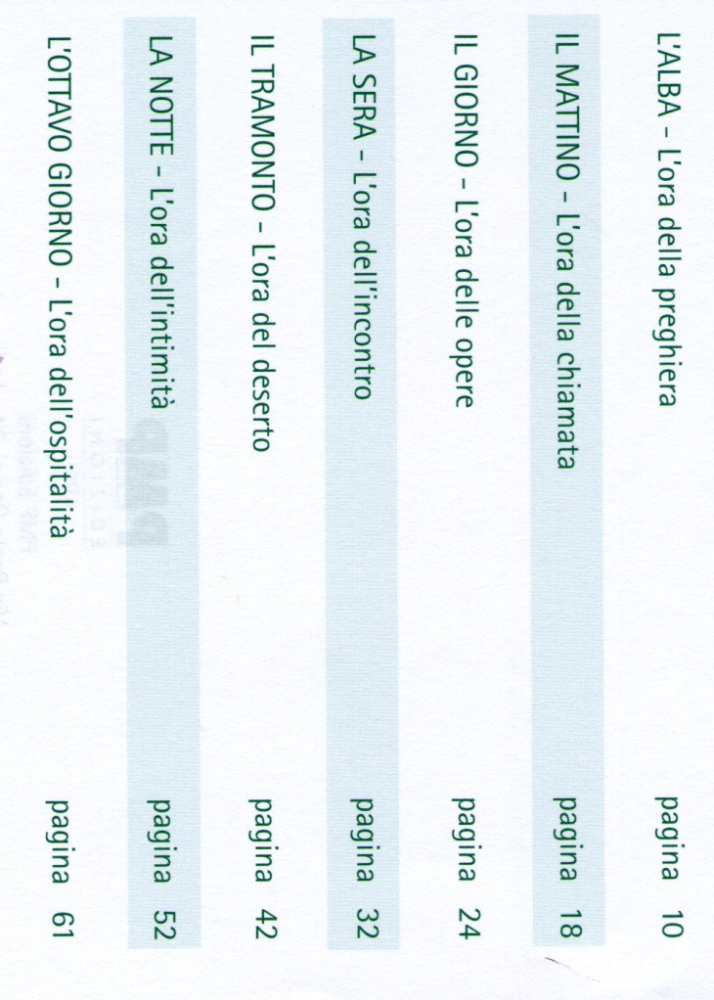 L'ALBA – L'ora della preghiera pagina 10
IL MATTINO – L'ora della chiamata pagina 18
IL GIORNO – L'ora delle opere pagina 24
LA SERA – L'ora dell'incontro pagina 32
IL TRAMONTO – L'ora del deserto pagina 42
LA NOTTE – L'ora dell'intimità pagina 52
L'OTTAVO GIORNO – L'ora dell'ospitalità pagina 61